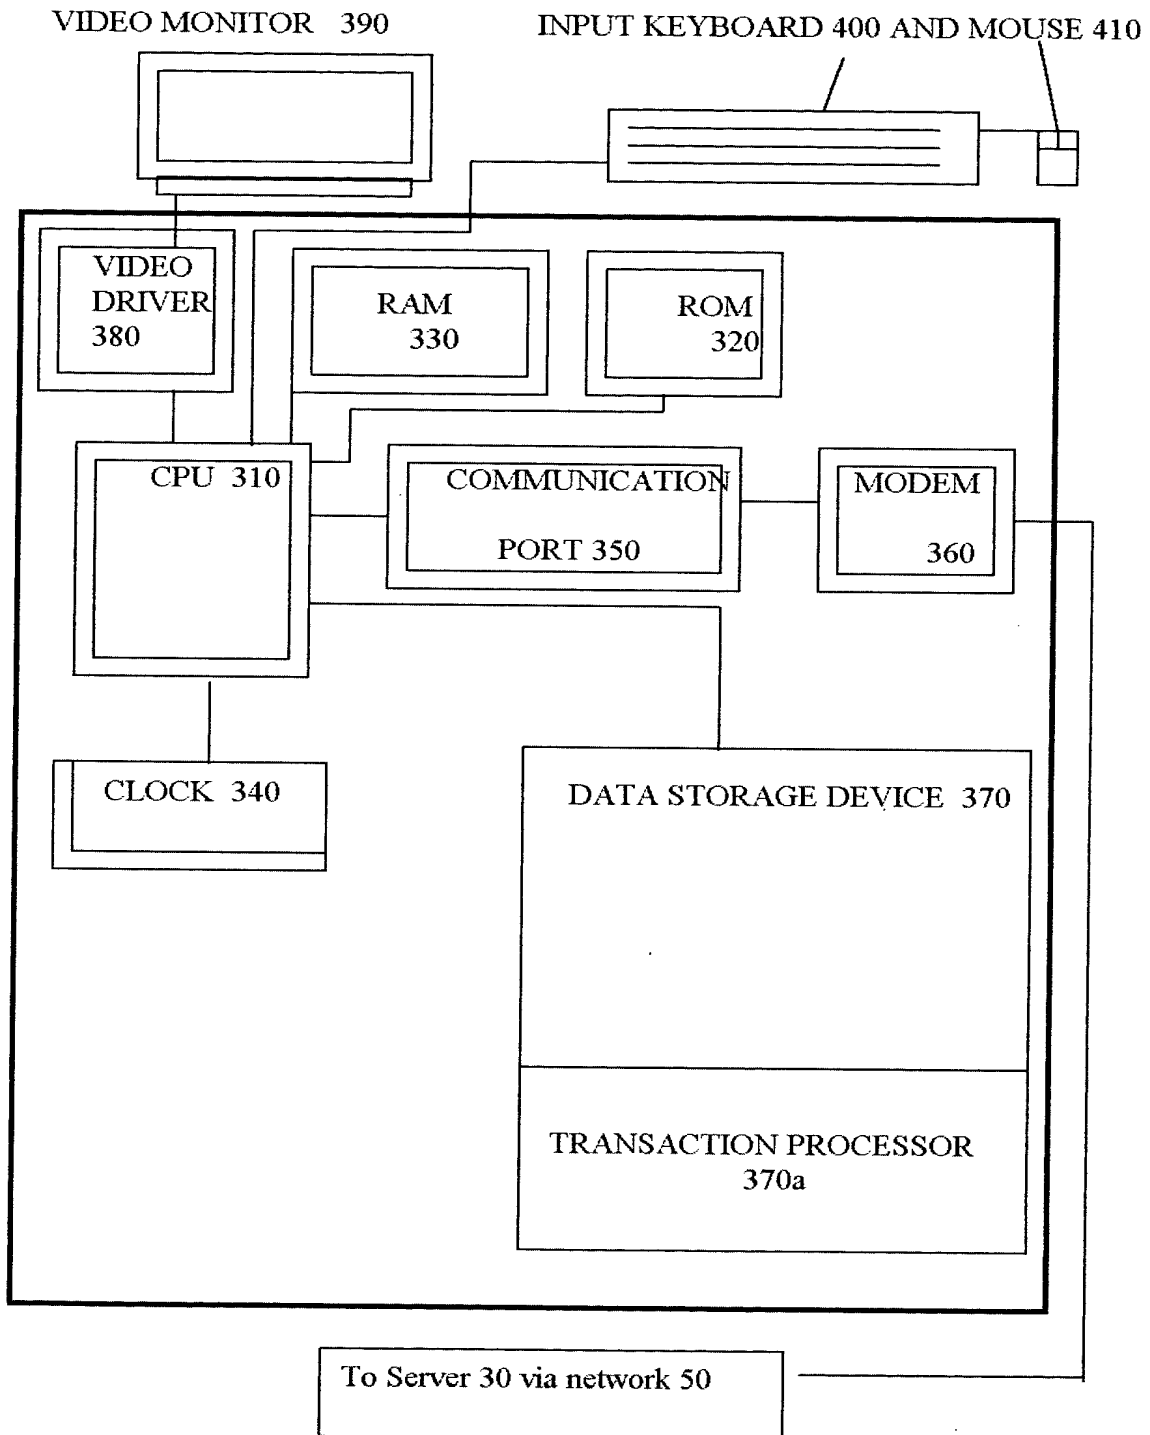 VIDEO MONITOR 390
INPUT KEYBOARD 400 AND MOUSE 410
VIDEO
DRIVER
380
RAM
330
ROM
320
CPU 310
COMMUNICATION
PORT 350
MODEM
360
CLOCK 340
DATA STORAGE DEVICE 370
TRANSACTION PROCESSOR
370a
To Server 30 via network 50